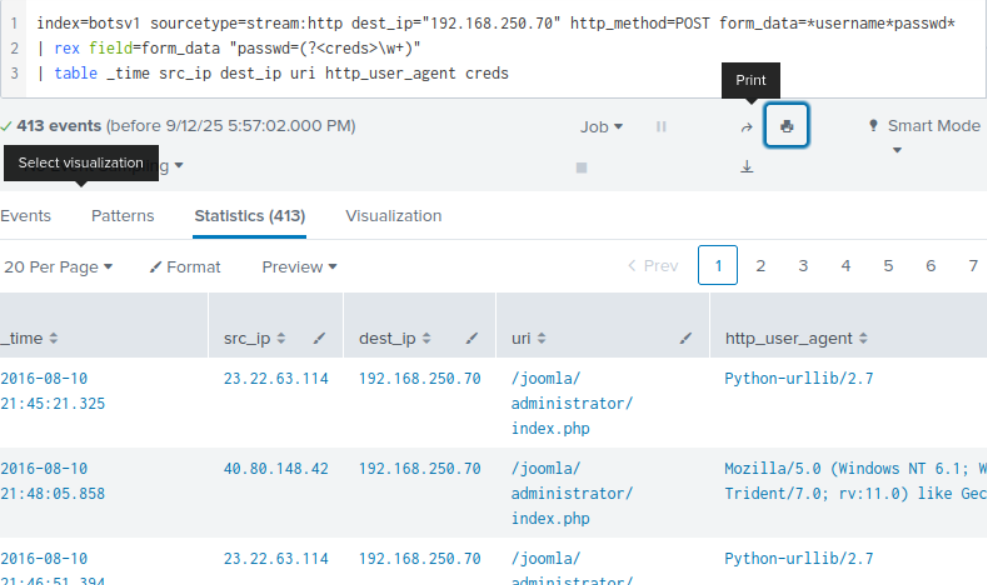 1 index=botsv1 sourcetype=stream:http dest_ip="192.168.250.70" http_method=POST form_data=*username*passwd*
2 | rex field=form_data "passwd=(?<creds>\w+)"
3 | table _time src_ip dest_ip uri http_user_agent creds
Print
413 events (before 9/12/25 5:57:02.000 PM)
Job
Smart Mode
Select visualization
Events Patterns Statistics (413) Visualization
20 Per Page Format Preview < Prev 1 2 3 4 5 6 7
_time src_ip dest_ip uri http_user_agent
2016-08-10 23.22.63.114 192.168.250.70 /joomla/ Python-urllib/2.7
21:45:21.325 administrator/
index.php
2016-08-10 40.80.148.42 192.168.250.70 /joomla/ Mozilla/5.0 (Windows NT 6.1; W
21:48:05.858 administrator/ Trident/7.0; rv:11.0) like Gec
index.php
2016-08-10 23.22.63.114 192.168.250.70 /joomla/ Python-urllib/2.7
21:46:51.394 administrator/